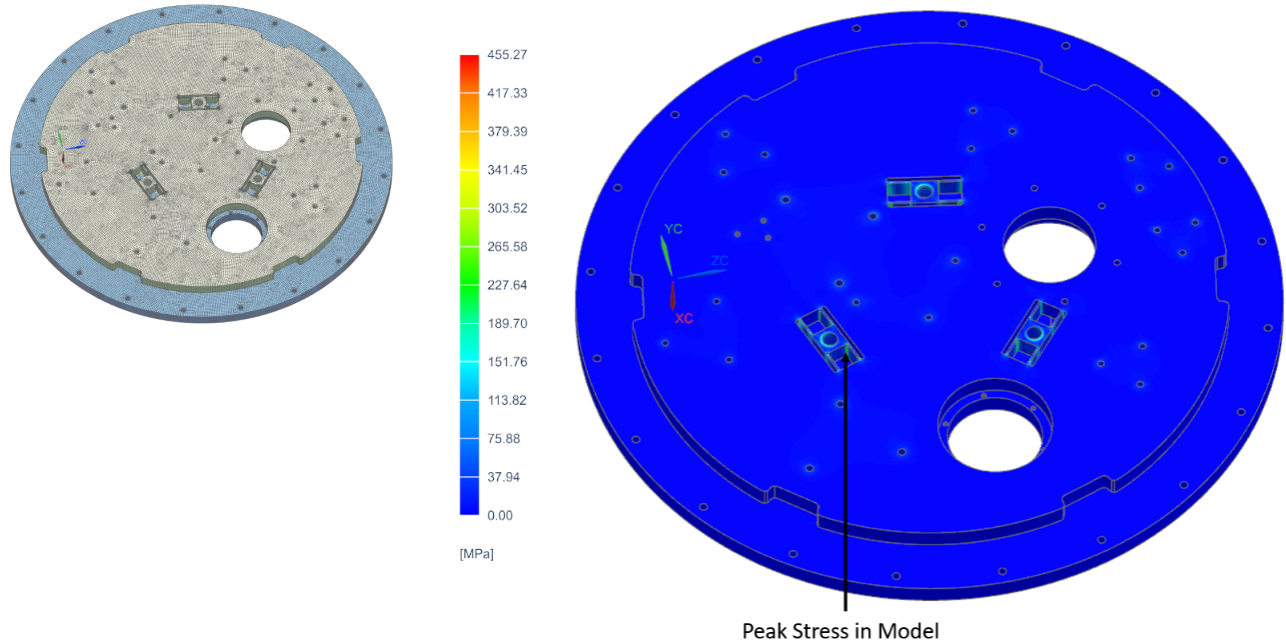 455.27
417.33
379.39
341.45
303.52
265.58
227.64
189.70
151.76
113.82
75.88
37.94
0.00
[MPa]
YC
ZC
XC
Peak Stress in Model